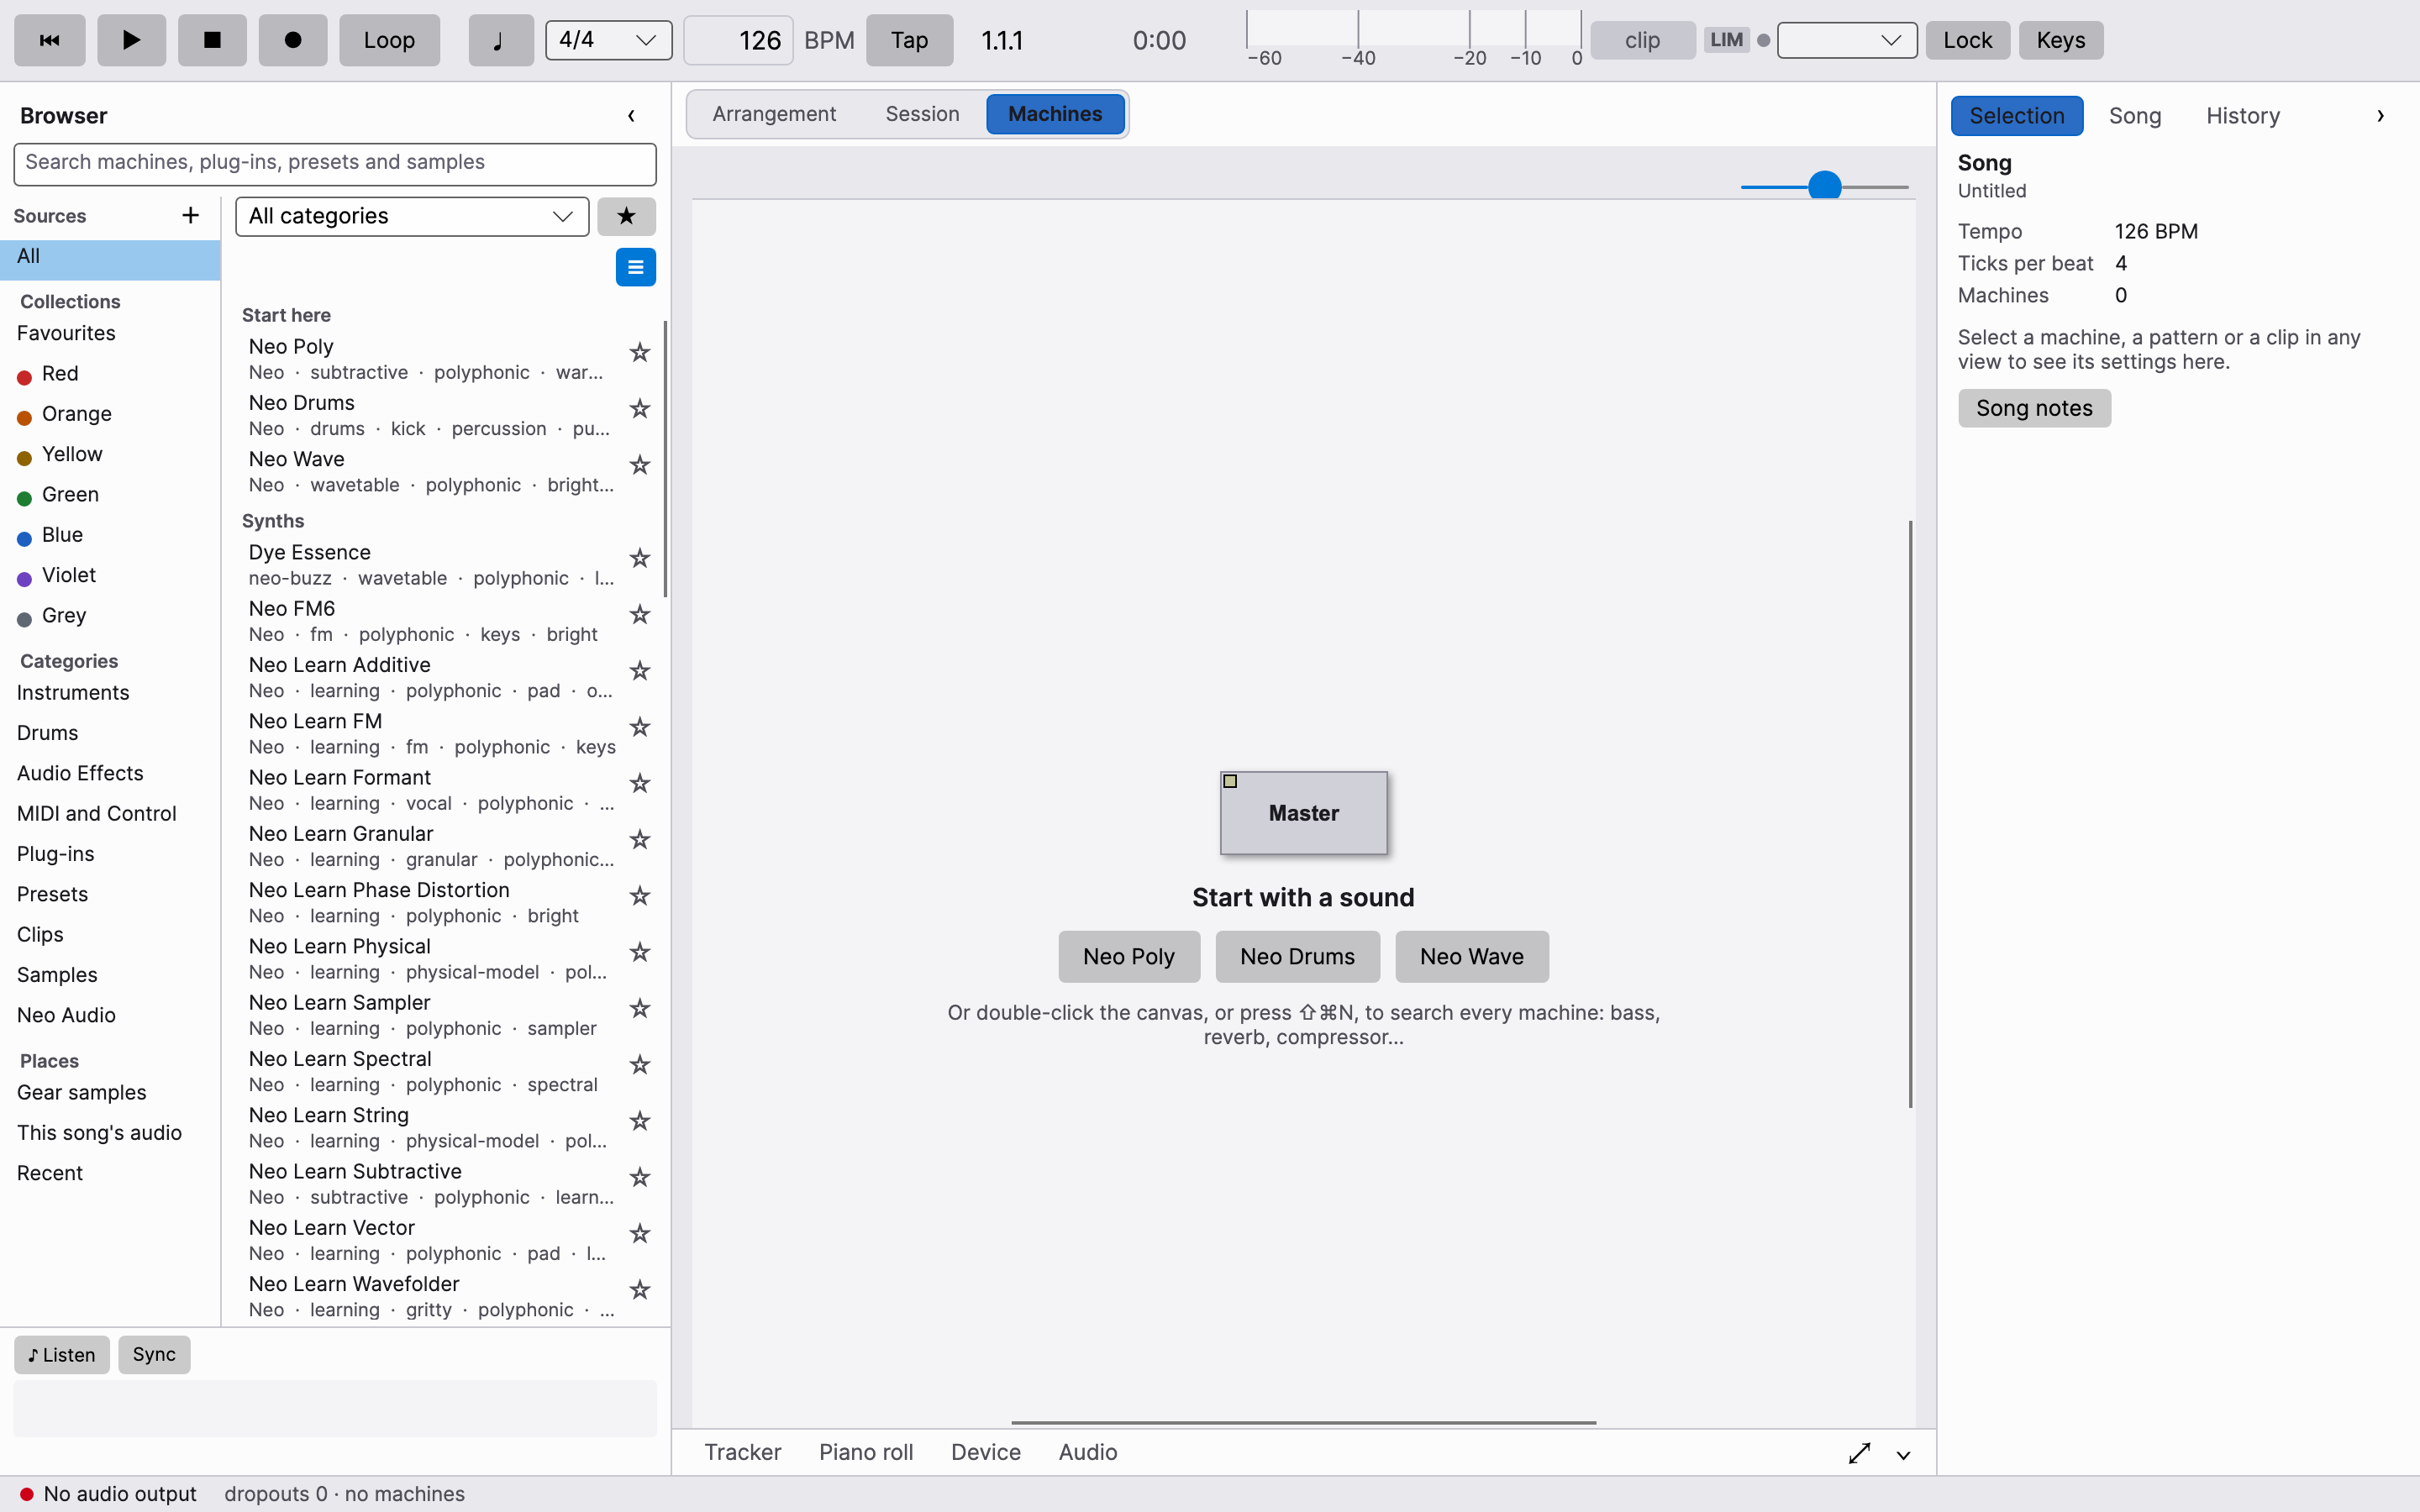 Loop
4/4
126 BPM
Tap
1.1.1
0:00
−60 −40 −20 −10 0
clip
LIM
Lock
Keys
Browser
Search machines, plug-ins, presets and samples
Sources +
All
Collections
Favourites
Red
Orange
Yellow
Green
Blue
Violet
Grey
Categories
Instruments
Drums
Audio Effects
MIDI and Control
Plug-ins
Presets
Clips
Samples
Neo Audio
Places
Gear samples
This song's audio
Recent
All categories
Start here
Neo Poly
Neo · subtractive · polyphonic · war...
Neo Drums
Neo · drums · kick · percussion · pu...
Neo Wave
Neo · wavetable · polyphonic · bright...
Synths
Dye Essence
neo-buzz · wavetable · polyphonic · l...
Neo FM6
Neo · fm · polyphonic · keys · bright
Neo Learn Additive
Neo · learning · polyphonic · pad · o...
Neo Learn FM
Neo · learning · fm · polyphonic · keys
Neo Learn Formant
Neo · learning · vocal · polyphonic · ...
Neo Learn Granular
Neo · learning · granular · polyphonic...
Neo Learn Phase Distortion
Neo · learning · polyphonic · bright
Neo Learn Physical
Neo · learning · physical-model · pol...
Neo Learn Sampler
Neo · learning · polyphonic · sampler
Neo Learn Spectral
Neo · learning · polyphonic · spectral
Neo Learn String
Neo · learning · physical-model · pol...
Neo Learn Subtractive
Neo · subtractive · polyphonic · learn...
Neo Learn Vector
Neo · learning · polyphonic · pad · l...
Neo Learn Wavefolder
Neo · learning · gritty · polyphonic · ...
♪ Listen
Sync
Arrangement
Session
Machines
Master
Start with a sound
Neo Poly
Neo Drums
Neo Wave
Or double-click the canvas, or press ⇧⌘N, to search every machine: bass,
reverb, compressor...
Tracker
Piano roll
Device
Audio
Selection
Song
History
Song
Untitled
Tempo 126 BPM
Ticks per beat 4
Machines 0
Select a machine, a pattern or a clip in any
view to see its settings here.
Song notes
No audio output
dropouts 0 · no machines